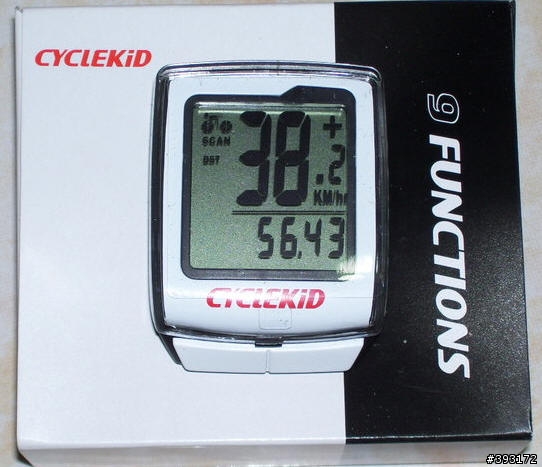 CYCLEKiD
9 FUNCTIONS
SCAN
DST
38.2
+
KM/hr
56.43
CYCLEKiD
#393172